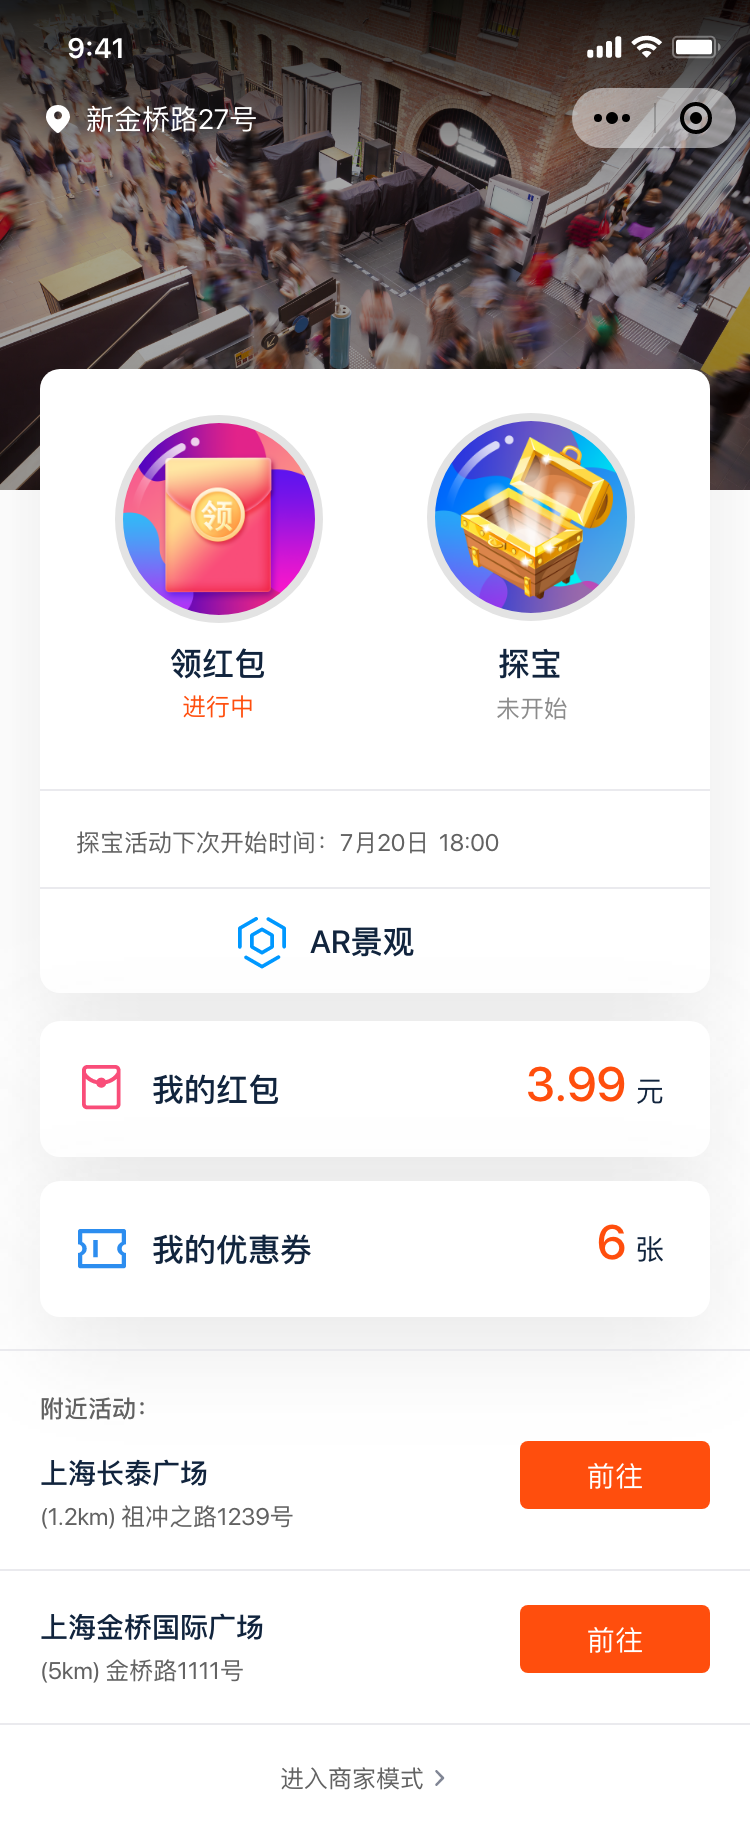 9:41
新金桥路27号
领
领红包
探宝
进行中
未开始
探宝活动下次开始时间：7月20日 18:00
AR景观
我的红包
3.99 元
我的优惠券
6 张
附近活动：
上海长泰广场
前往
(1.2km) 祖冲之路1239号
上海金桥国际广场
前往
(5km) 金桥路1111号
进入商家模式